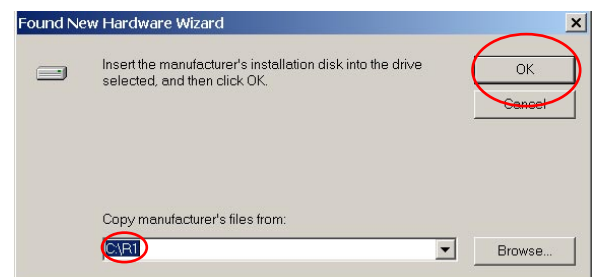 Found New Hardware Wizard
Insert the manufacturer's installation disk into the drive
selected, and then click OK.
OK
Cancel
Copy manufacturer's files from:
C:\R1
Browse...